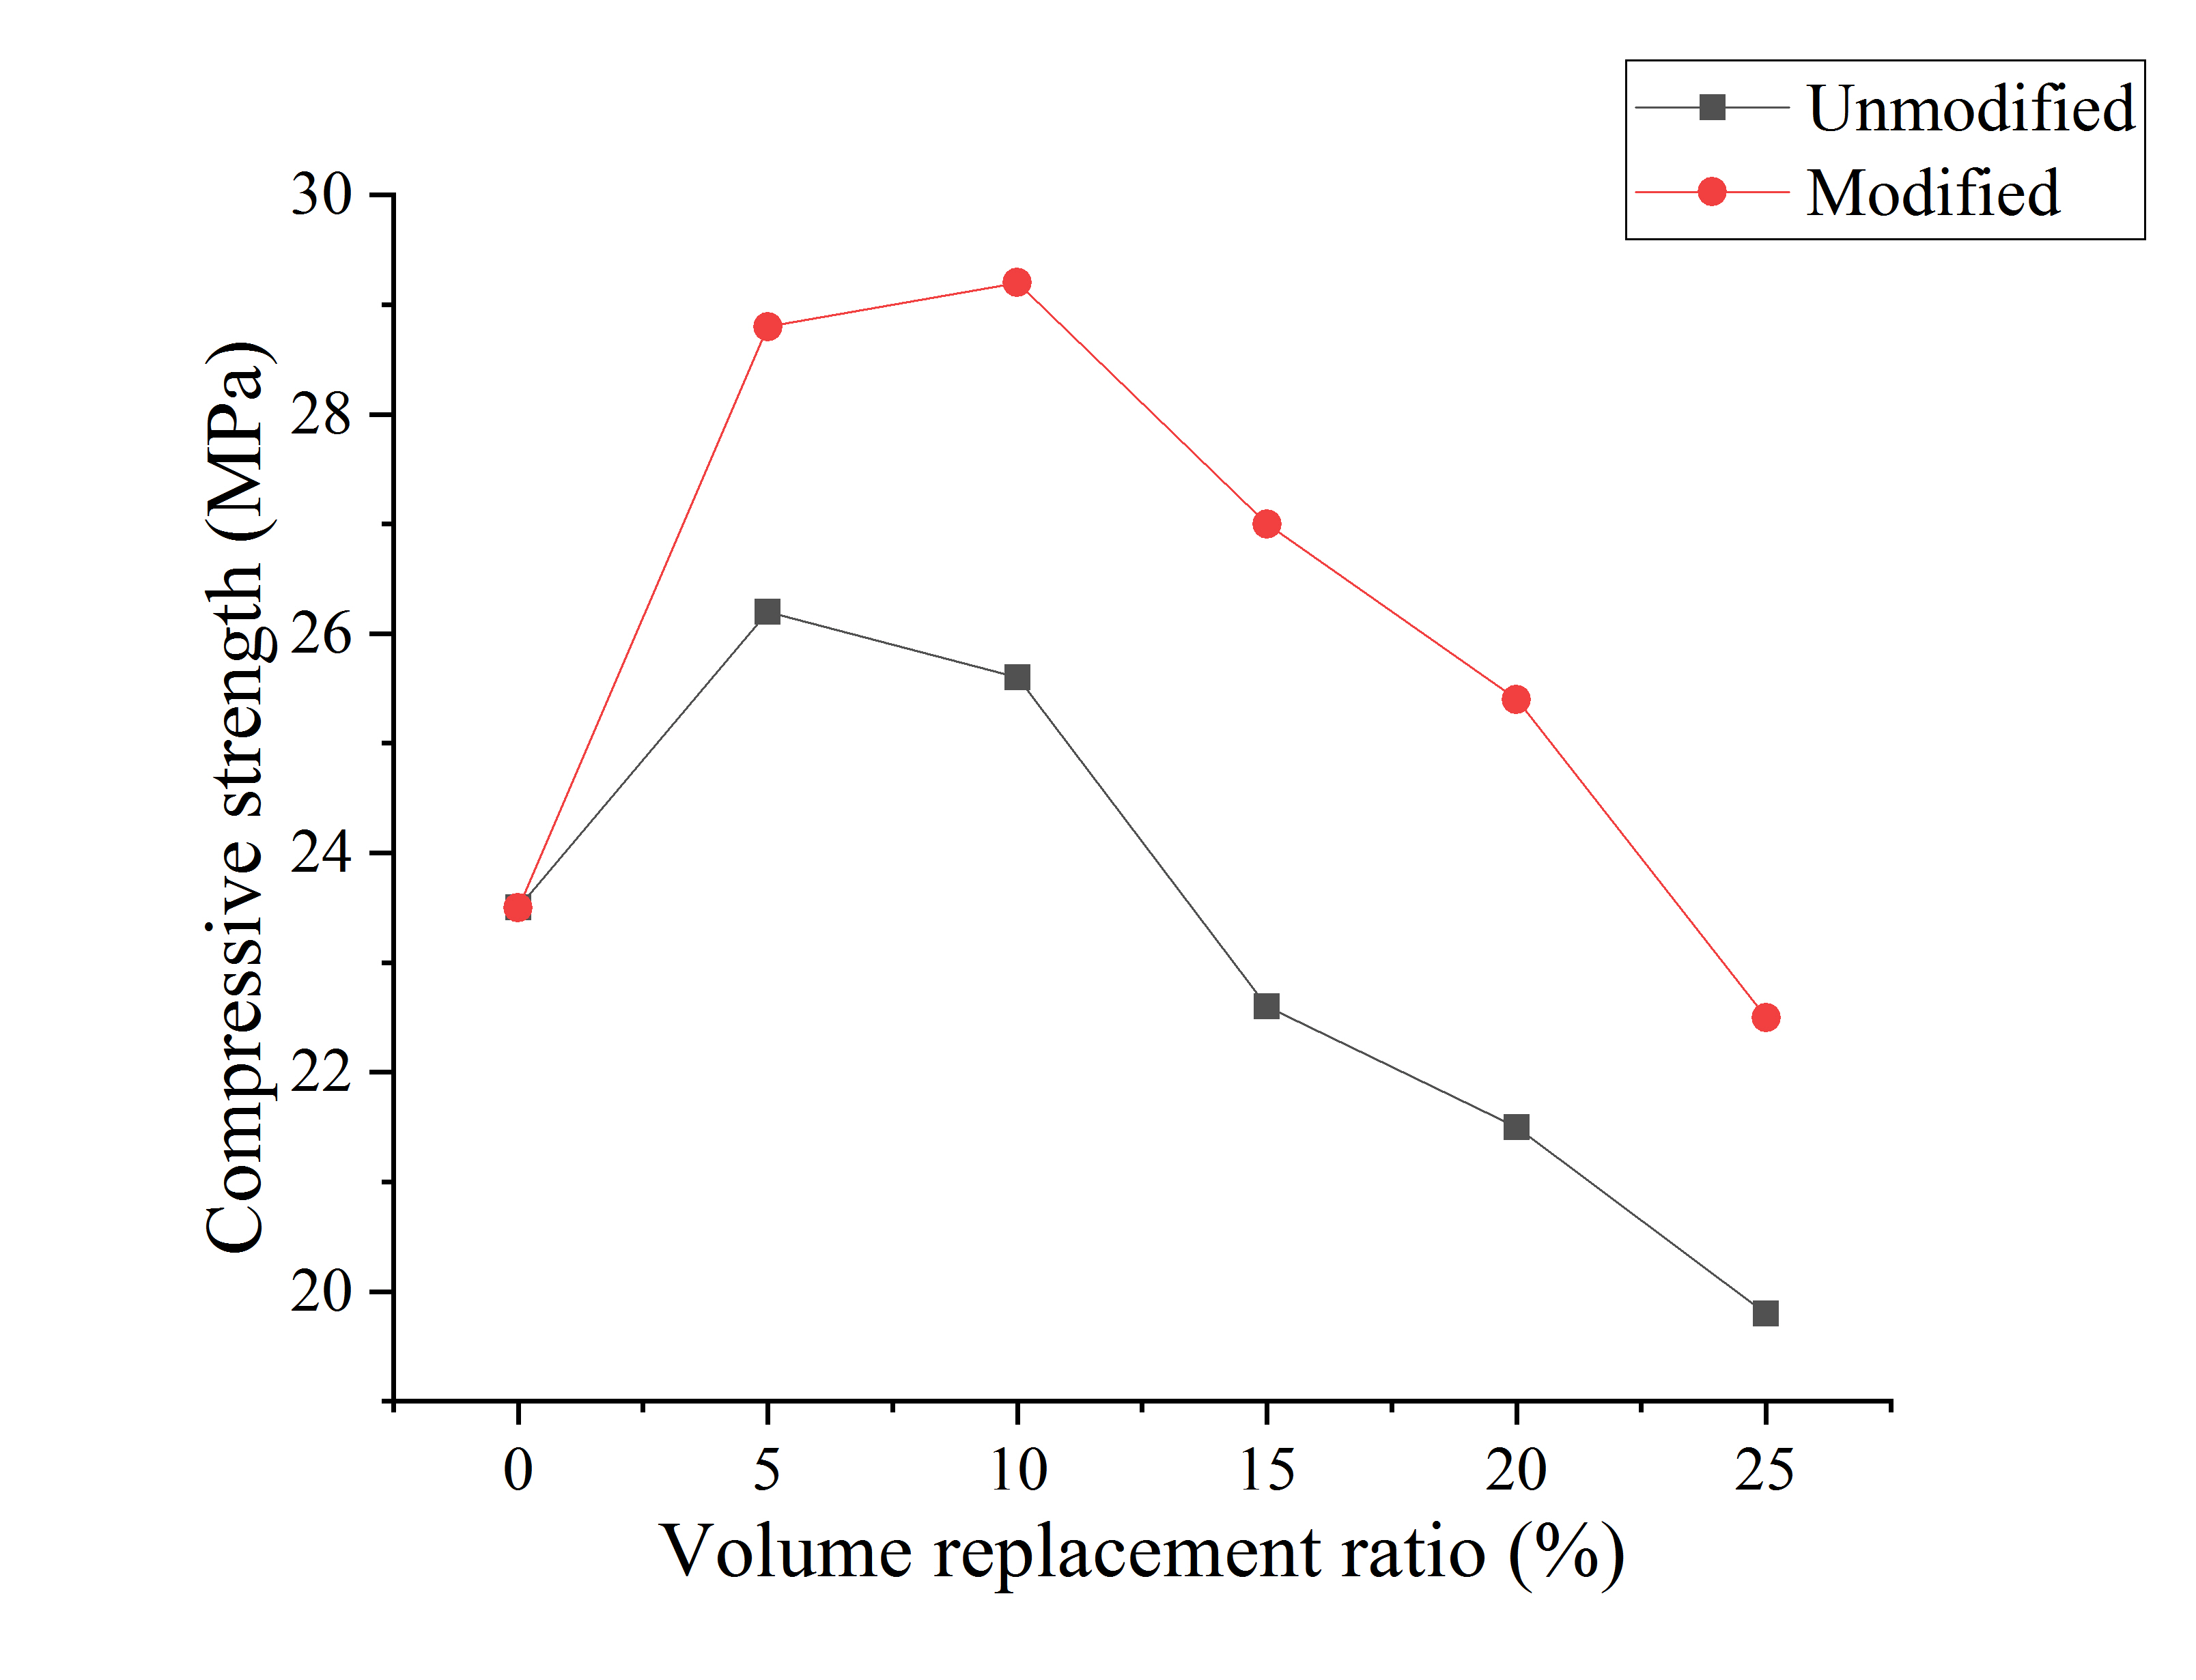 Unmodified
Modified
30
28
26
24
22
20
Compressive strength (MPa)
0 5 10 15 20 25
Volume replacement ratio (%)